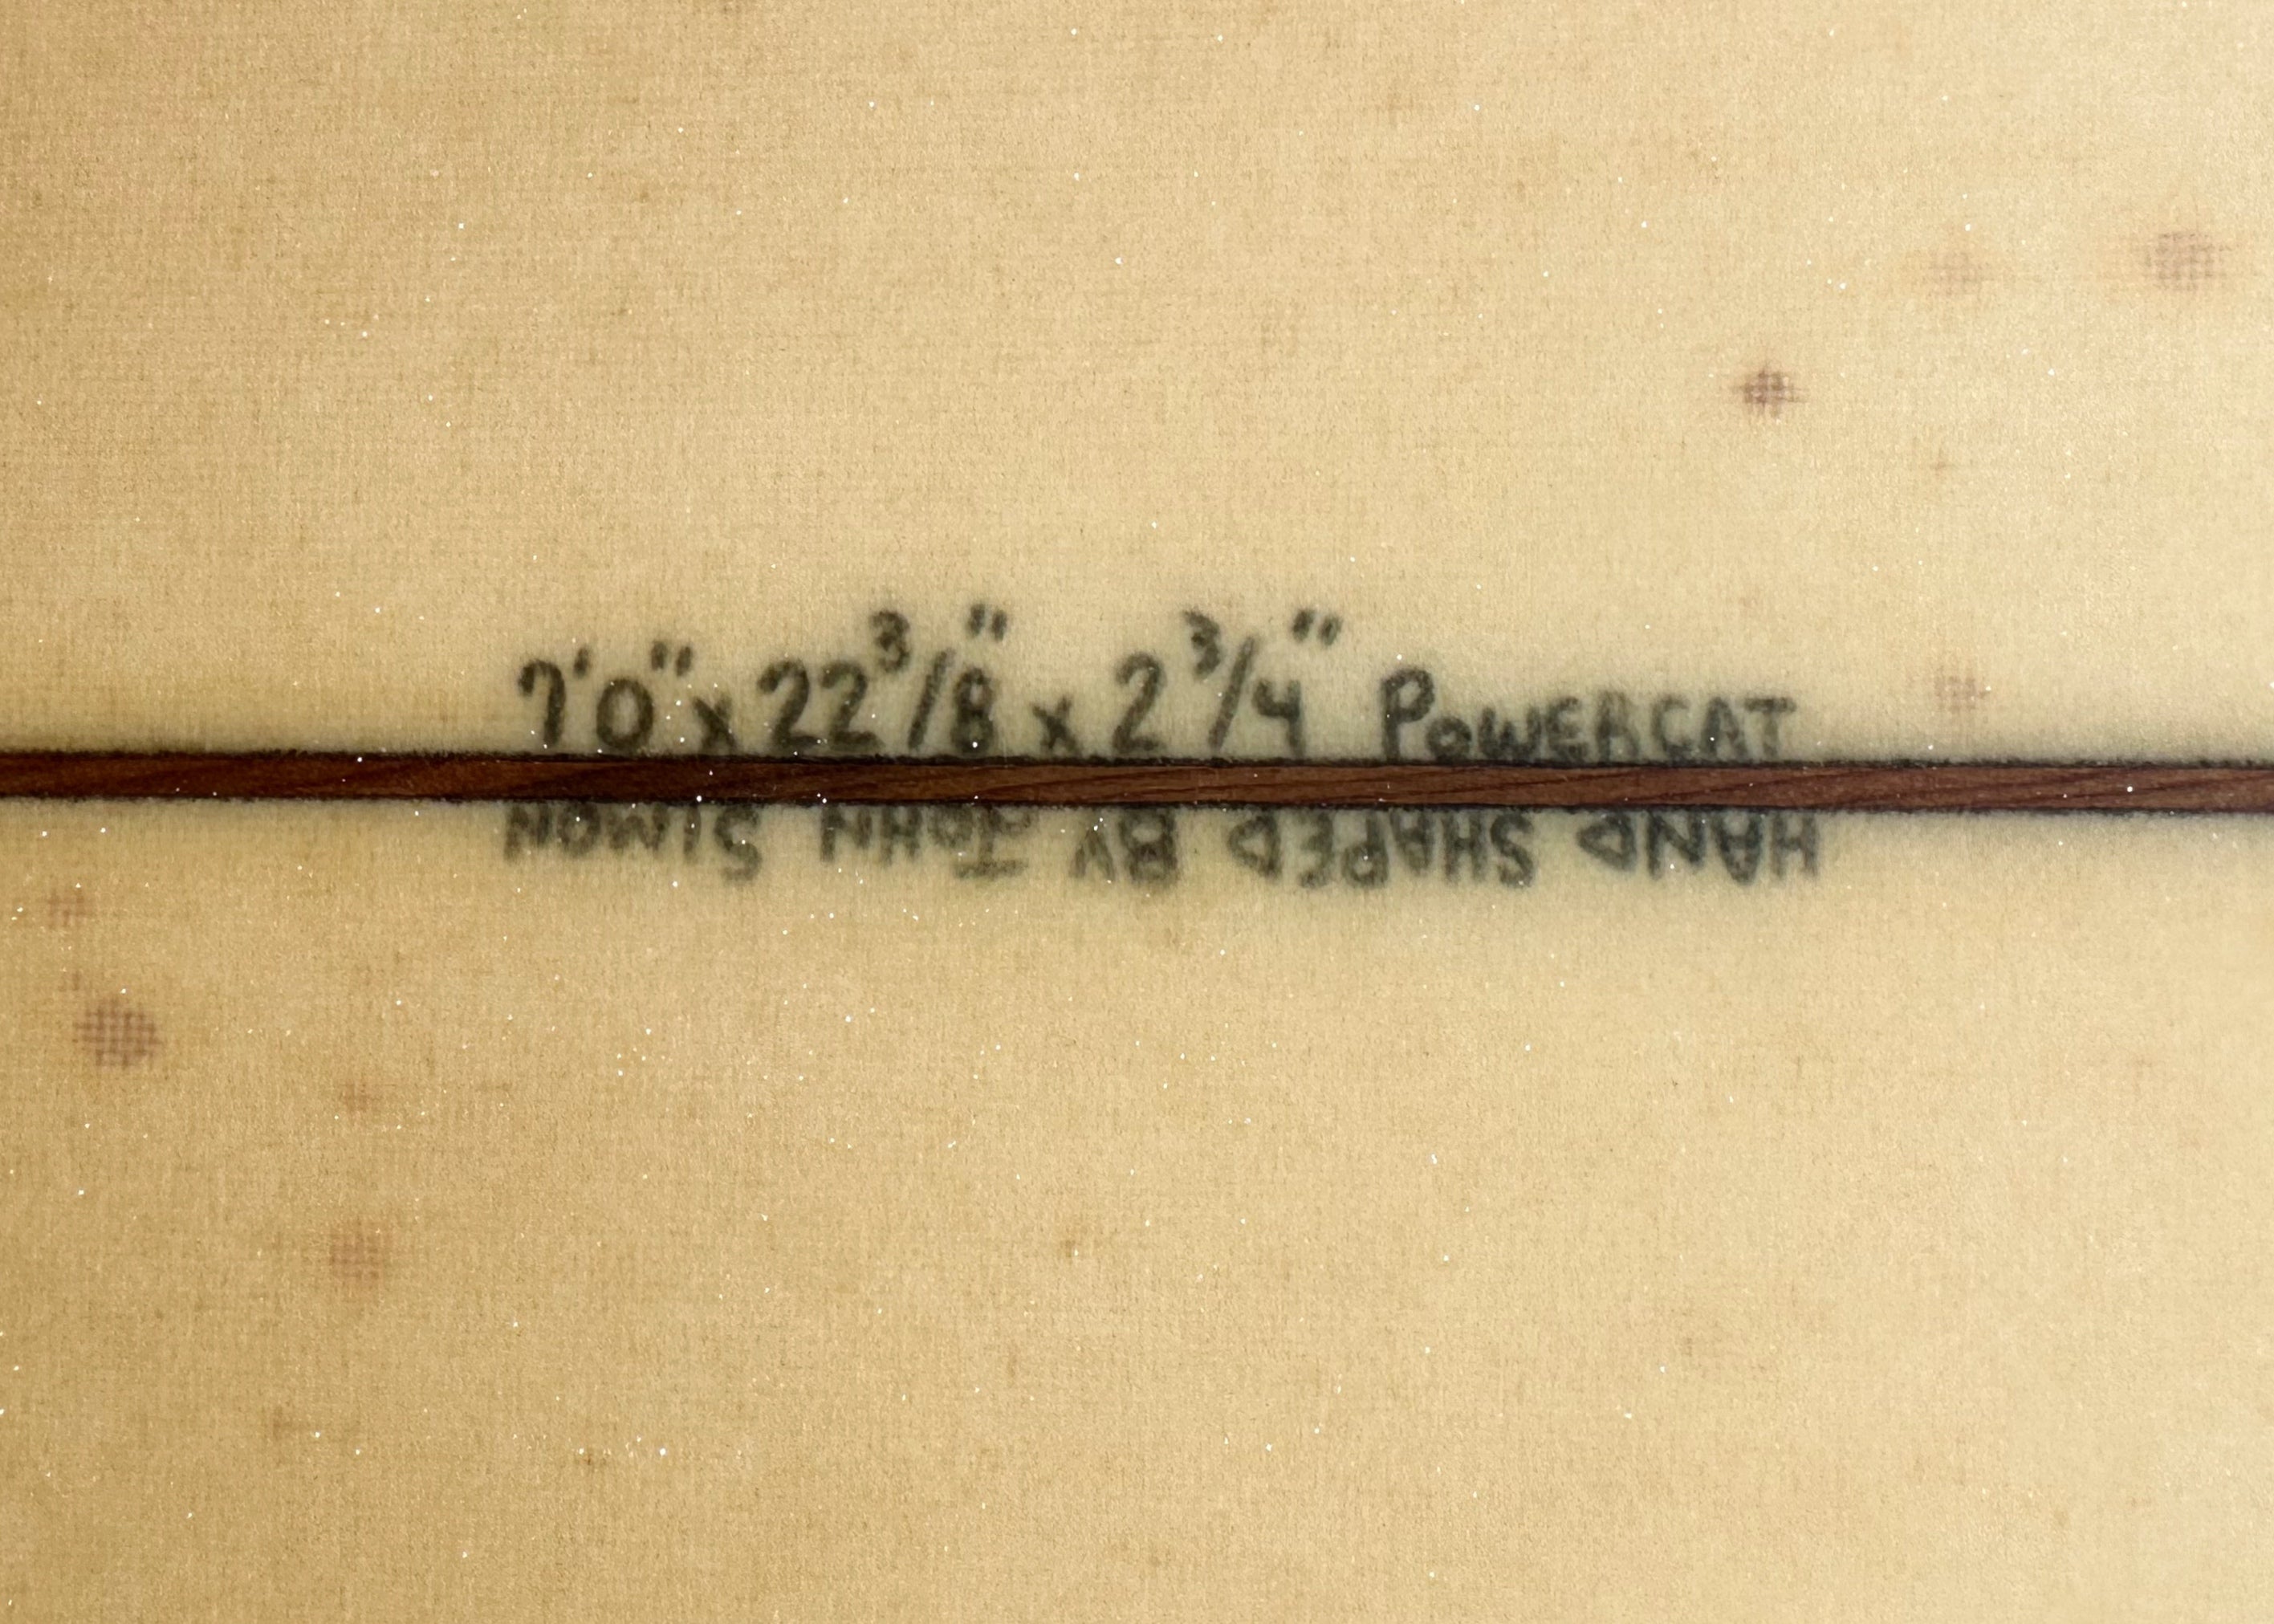 7'0" x 22 3/8" x 2 3/4" POWERCAT
HAND SHAPED BY JOHN SIMON